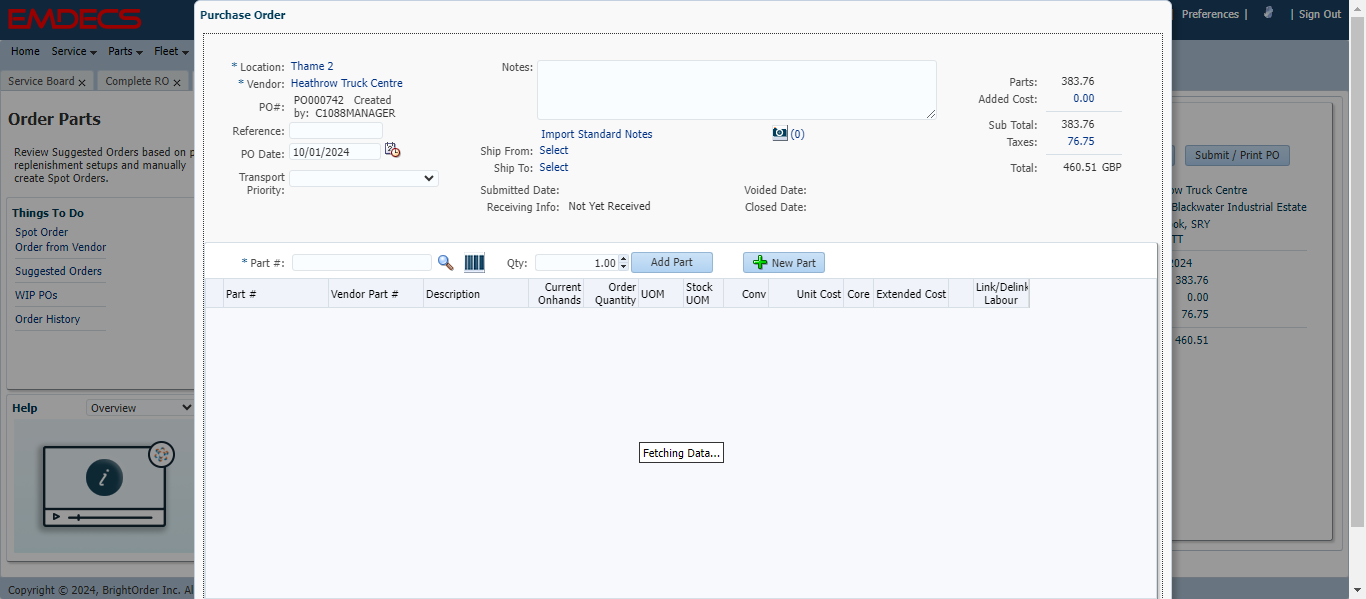 EMDECS
Purchase Order
Preferences |
| Sign Out
Home Service Parts Fleet
Service Board x Complete RO x
Order Parts
Review Suggested Orders based on
replenishment setups and manually
create Spot Orders.
Things To Do
Spot Order
Order from Vendor
Suggested Orders
WIP POs
Order History
Help
Overview
Copyright © 2024, BrightOrder Inc. Al
* Location: Thame 2
* Vendor: Heathrow Truck Centre
PO#: PO000742 Created
by: C1088MANAGER
Reference:
PO Date: 10/01/2024
Transport
Priority:
Notes:
Import Standard Notes
(0)
Ship From: Select
Ship To: Select
Submitted Date:
Voided Date:
Receiving Info: Not Yet Received
Closed Date:
Parts: 383.76
Added Cost: 0.00
Sub Total: 383.76
Taxes: 76.75
Total: 460.51 GBP
* Part #:
Qty: 1.00
Add Part
New Part
Part #
Vendor Part #
Description
Current
Onhands
Order
Quantity
UOM
Stock
UOM
Conv
Unit Cost
Core
Extended Cost
Link/Delink
Labour
Fetching Data...
Submit / Print PO
w Truck Centre
Blackwater Industrial Estate
ok, SRY
TT
2024
383.76
0.00
76.75
460.51